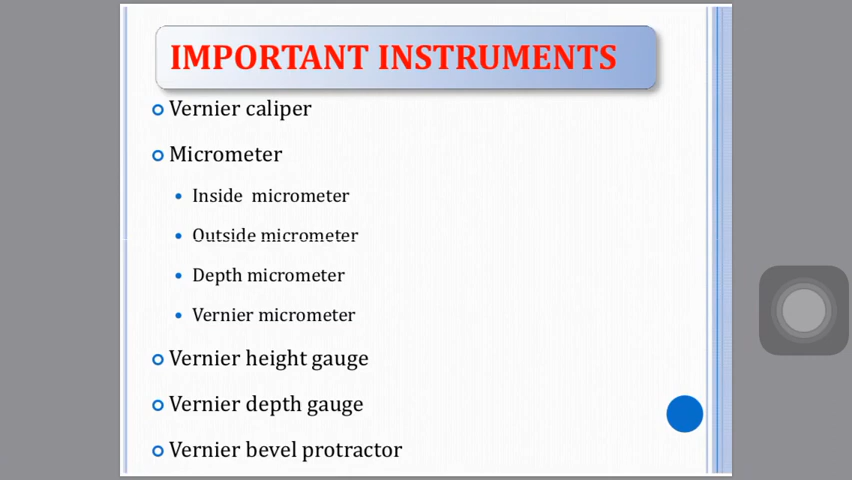 IMPORTANT INSTRUMENTS
Vernier caliper
Micrometer
Inside micrometer
Outside micrometer
Depth micrometer
Vernier micrometer
Vernier height gauge
Vernier depth gauge
Vernier bevel protractor